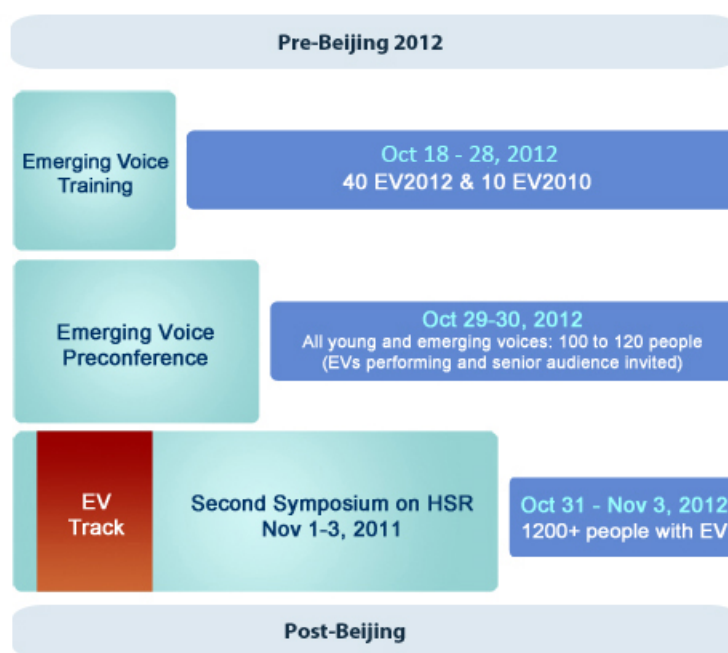 Pre-Beijing 2012
Emerging Voice
Training
Oct 18 - 28, 2012
40 EV2012 & 10 EV2010
Emerging Voice
Preconference
Oct 29-30, 2012
All young and emerging voices: 100 to 120 people
(EVs performing and senior audience invited)
EV
Track
Second Symposium on HSR
Nov 1-3, 2011
Oct 31 - Nov 3, 2012
1200+ people with EV
Post-Beijing